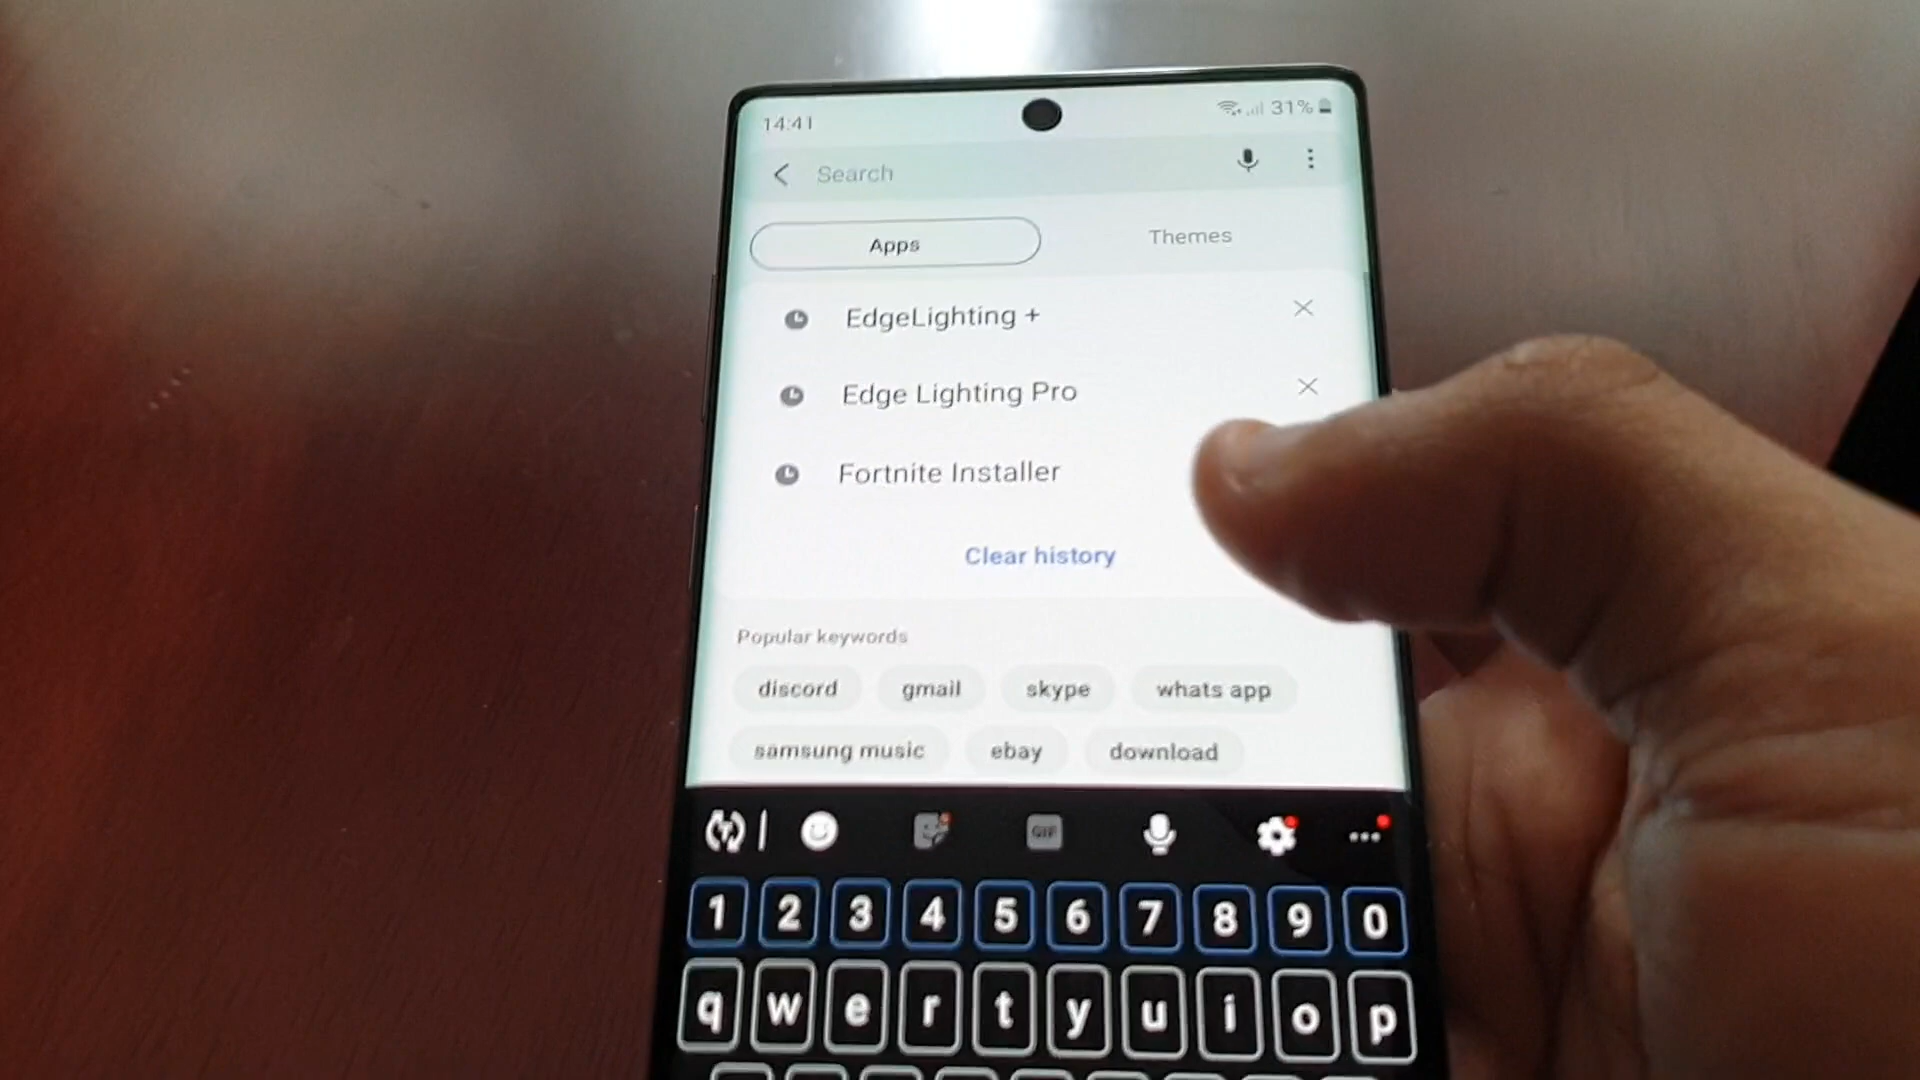 14:41
31%
Search
Apps Themes
EdgeLighting +
Edge Lighting Pro
Fortnite Installer
Clear history
Popular keywords
discord gmail skype whats app
samsung music ebay download
T GIF
1 2 3 4 5 6 7 8 9 0
q w e r t y u i o p